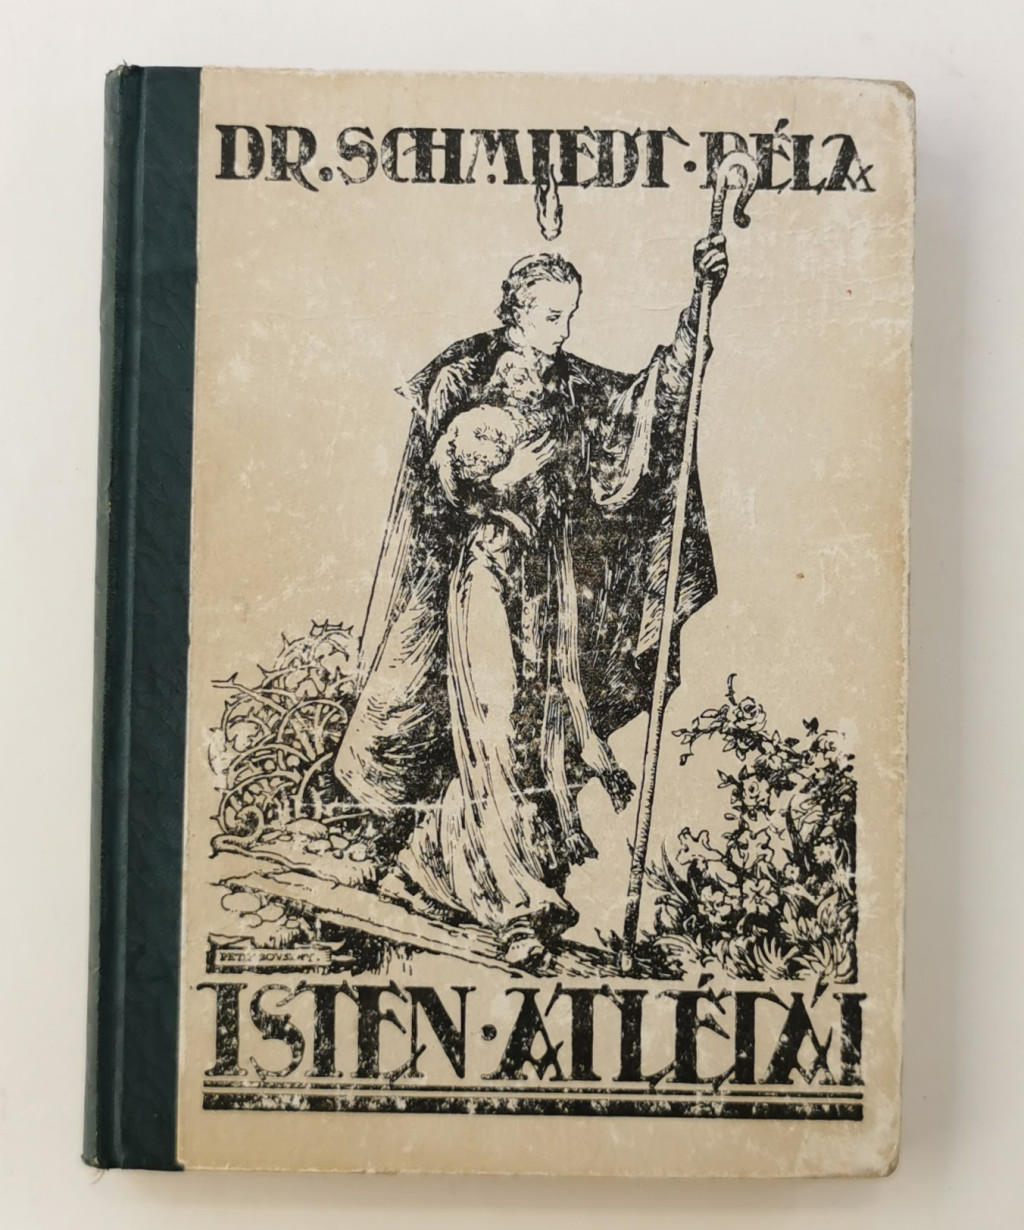 DR. SCHMIEDT · BÉLA
ISTEN · ATLÉTÁI